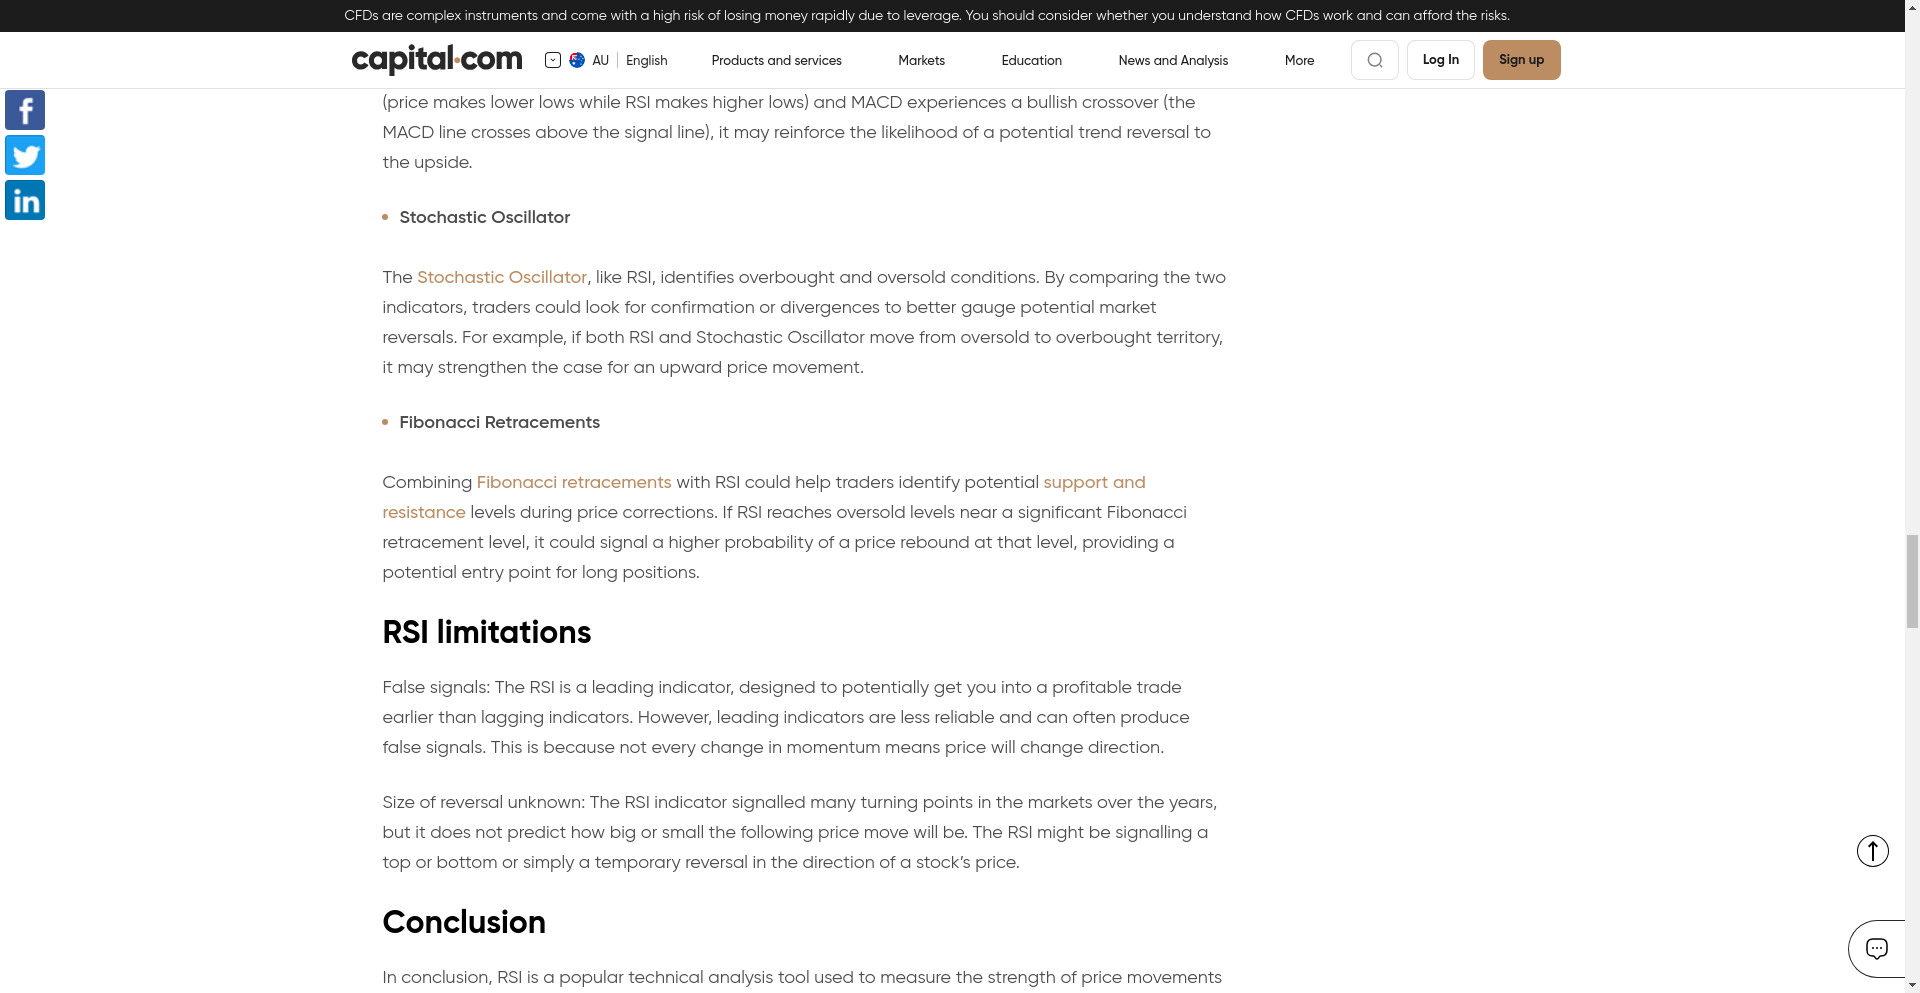 CFDs are complex instruments and come with a high risk of losing money rapidly due to leverage. You should consider whether you understand how CFDs work and can afford the risks.
capital.com AU English Products and services Markets Education News and Analysis More Log In Sign up
(price makes lower lows while RSI makes higher lows) and MACD experiences a bullish crossover (the
MACD line crosses above the signal line), it may reinforce the likelihood of a potential trend reversal to
the upside.
Stochastic Oscillator
The Stochastic Oscillator, like RSI, identifies overbought and oversold conditions. By comparing the two
indicators, traders could look for confirmation or divergences to better gauge potential market
reversals. For example, if both RSI and Stochastic Oscillator move from oversold to overbought territory,
it may strengthen the case for an upward price movement.
Fibonacci Retracements
Combining Fibonacci retracements with RSI could help traders identify potential support and
resistance levels during price corrections. If RSI reaches oversold levels near a significant Fibonacci
retracement level, it could signal a higher probability of a price rebound at that level, providing a
potential entry point for long positions.
RSI limitations
False signals: The RSI is a leading indicator, designed to potentially get you into a profitable trade
earlier than lagging indicators. However, leading indicators are less reliable and can often produce
false signals. This is because not every change in momentum means price will change direction.
Size of reversal unknown: The RSI indicator signalled many turning points in the markets over the years,
but it does not predict how big or small the following price move will be. The RSI might be signalling a
top or bottom or simply a temporary reversal in the direction of a stock’s price.
Conclusion
In conclusion, RSI is a popular technical analysis tool used to measure the strength of price movements